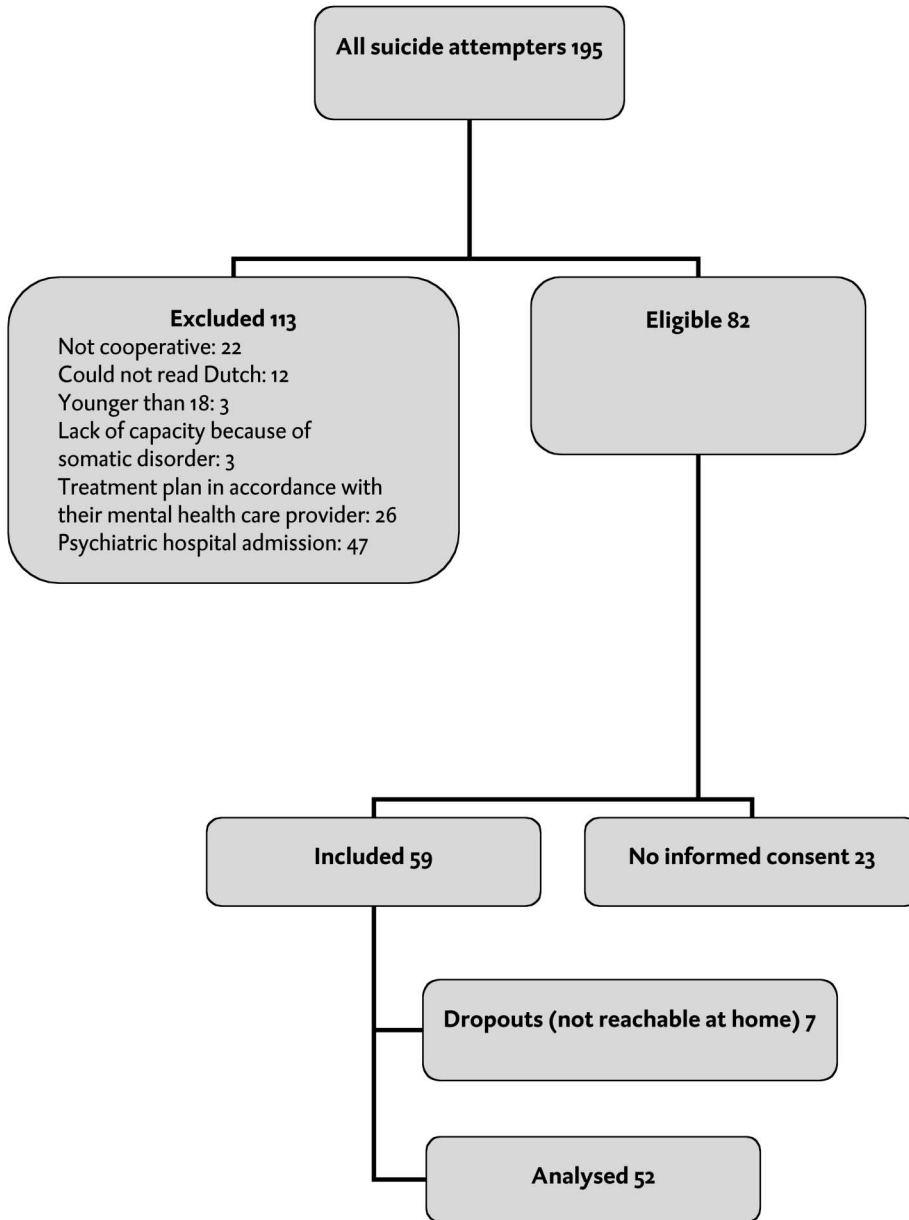 All suicide attempters 195
Excluded 113
Not cooperative: 22
Could not read Dutch: 12
Younger than 18: 3
Lack of capacity because of
somatic disorder: 3
Treatment plan in accordance with
their mental health care provider: 26
Psychiatric hospital admission: 47
Eligible 82
Included 59
No informed consent 23
Dropouts (not reachable at home) 7
Analysed 52